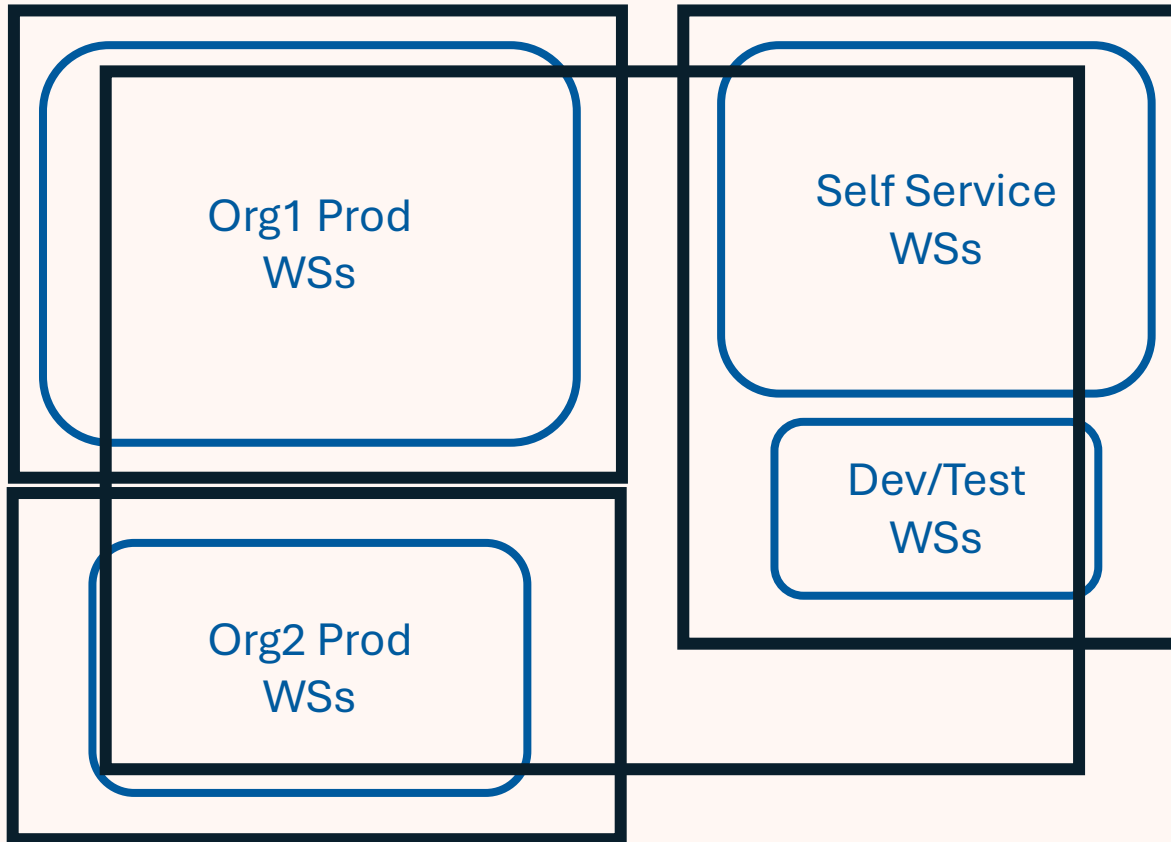 Org1 Prod
WSs
Self Service
WSs
Dev/Test
WSs
Org2 Prod
WSs